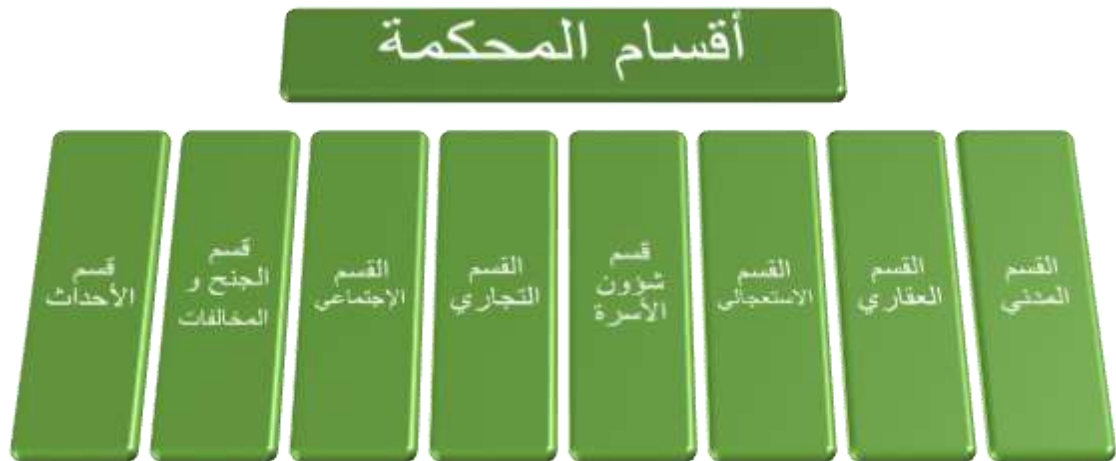 أقسام المحكمة
القسم
المدني
القسم
العقاري
القسم
الاستعجالي
قسم
شؤون
الأسرة
القسم
التجاري
القسم
الإجتماعي
قسم
الجنح و
المخالفات
قسم
الأحداث